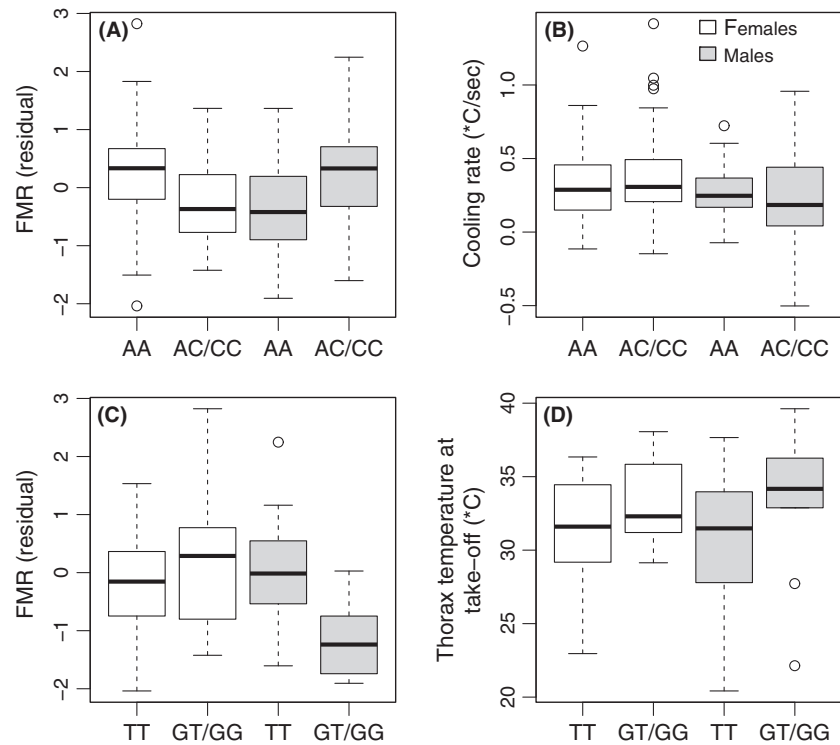 (A)
FMR (residual)
3
2
1
0
−1
−2
AA AC/CC AA AC/CC
(B)
Females
Males
Cooling rate (*C/sec)
1.0
0.5
0.0
−0.5
AA AC/CC AA AC/CC
(C)
FMR (residual)
3
2
1
0
−1
−2
TT GT/GG TT GT/GG
(D)
Thorax temperature at
take−off (*C)
40
35
30
25
20
TT GT/GG TT GT/GG